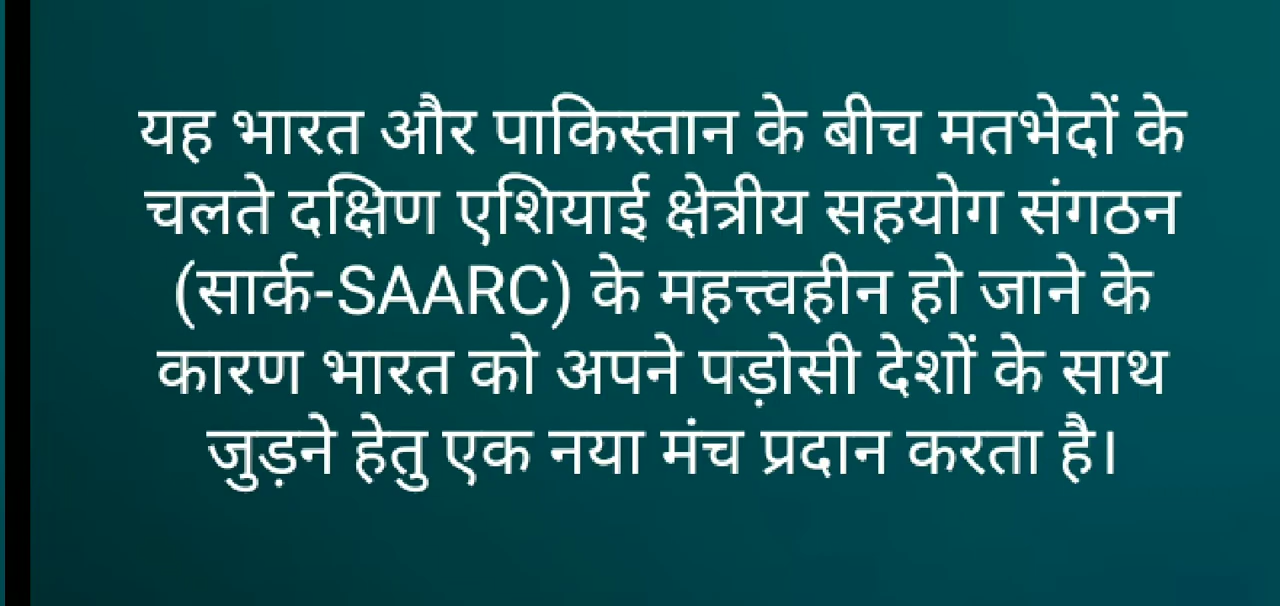 यह भारत और पाकिस्तान के बीच मतभेदों के
चलते दक्षिण एशियाई क्षेत्रीय सहयोग संगठन
(सार्क-SAARC) के महत्त्वहीन हो जाने के
कारण भारत को अपने पड़ोसी देशों के साथ
जुड़ने हेतु एक नया मंच प्रदान करता है।